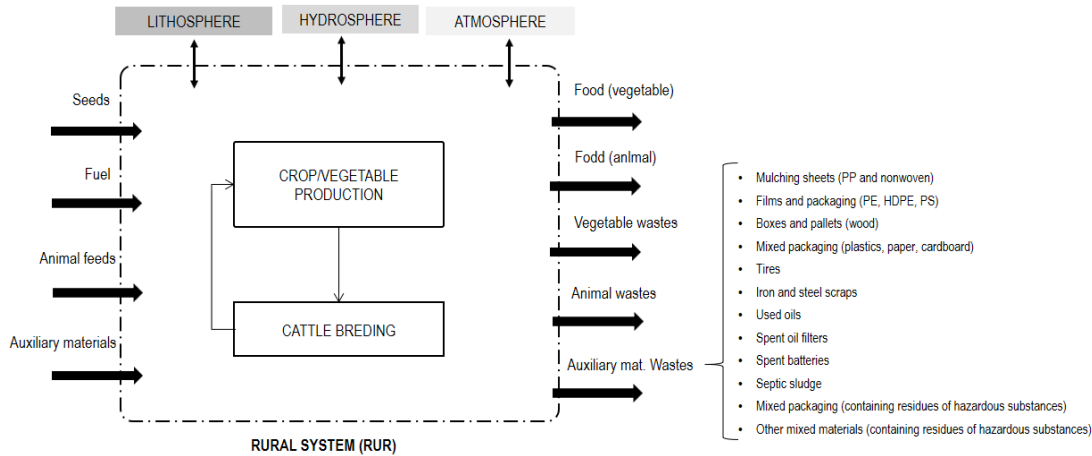 LITHOSPHERE
HYDROSPHERE
ATMOSPHERE
Seeds
Fuel
Animal feeds
Auxiliary materials
CROP/VEGETABLE
PRODUCTION
CATTLE BREDING
Food (vegetable)
Fodd (anImal)
Vegetable wastes
Animal wastes
Auxiliary mat. Wastes
• Mulching sheets (PP and nonwoven)
• Films and packaging (PE, HDPE, PS)
• Boxes and pallets (wood)
• Mixed packaging (plastics, paper, cardboard)
• Tires
• Iron and steel scraps
• Used oils
• Spent oil filters
• Spent batteries
• Septic sludge
• Mixed packaging (containing residues of hazardous substances)
• Other mixed materials (containing residues of hazardous substances)
RURAL SYSTEM (RUR)